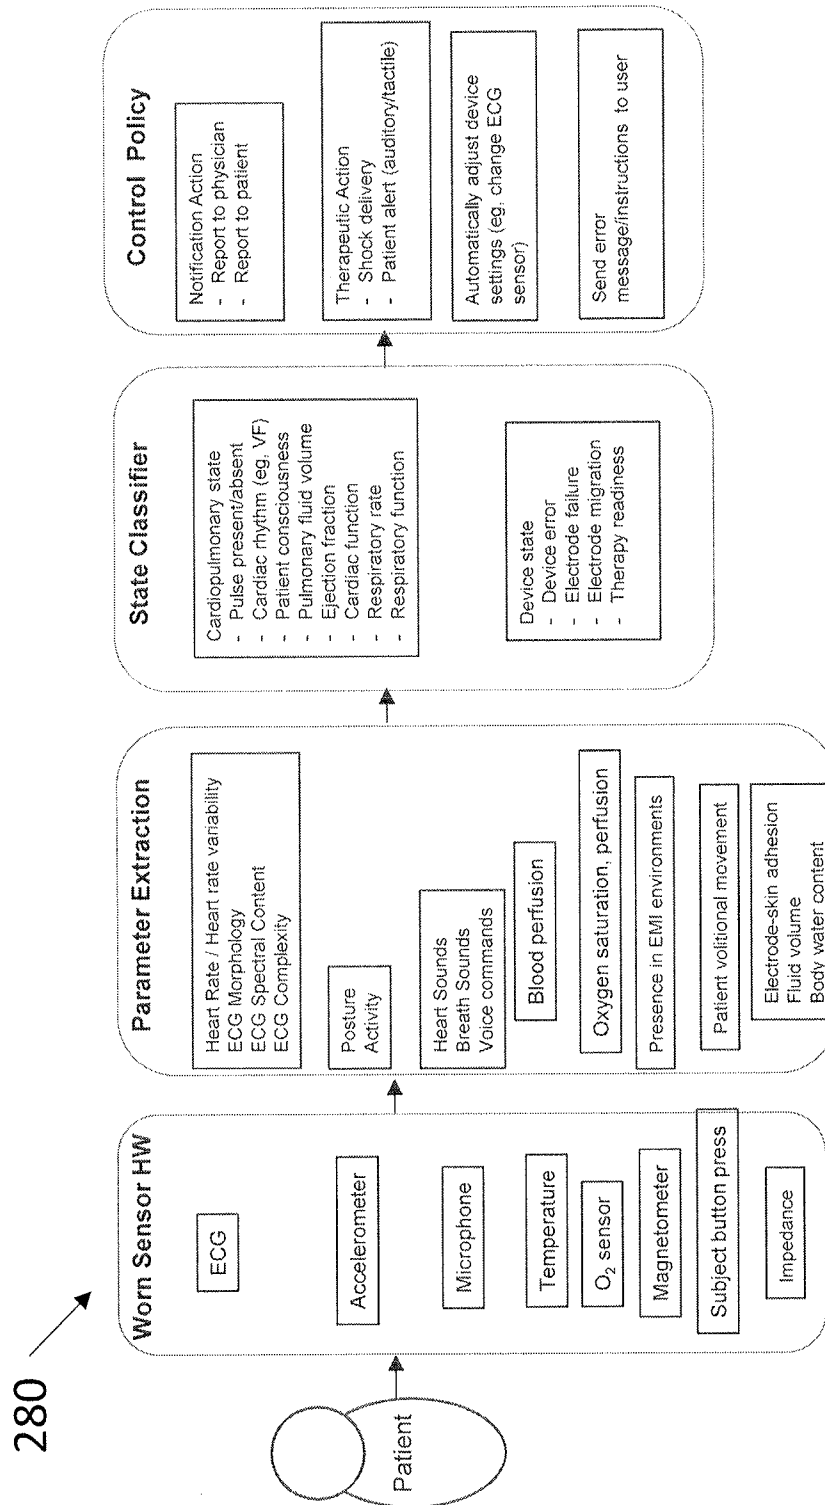 280
Patient
Worn Sensor HW
ECG
Accelerometer
Microphone
Temperature
O₂ sensor
Magnetometer
Subject button press
Impedance
Parameter Extraction
Heart Rate / Heart rate variability
ECG Morphology
ECG Spectral Content
ECG Complexity
Posture
Activity
Heart Sounds
Breath Sounds
Voice commands
Blood perfusion
Oxygen saturation, perfusion
Presence in EMI environments
Patient volitional movement
Electrode-skin adhesion
Fluid volume
Body water content
State Classifier
Cardiopulmonary state
- Pulse present/absent
- Cardiac rhythm (eg, VF)
- Patient consciousness
- Pulmonary fluid volume
- Ejection fraction
- Cardiac function
- Respiratory rate
- Respiratory function
Device state
- Device error
- Electrode failure
- Electrode migration
- Therapy readiness
Control Policy
Notification Action
- Report to physician
- Report to patient
Therapeutic Action
- Shock delivery
- Patient alert (auditory/tactile)
Automatically adjust device
settings (eg, change ECG
sensor)
Send error
message/instructions to user